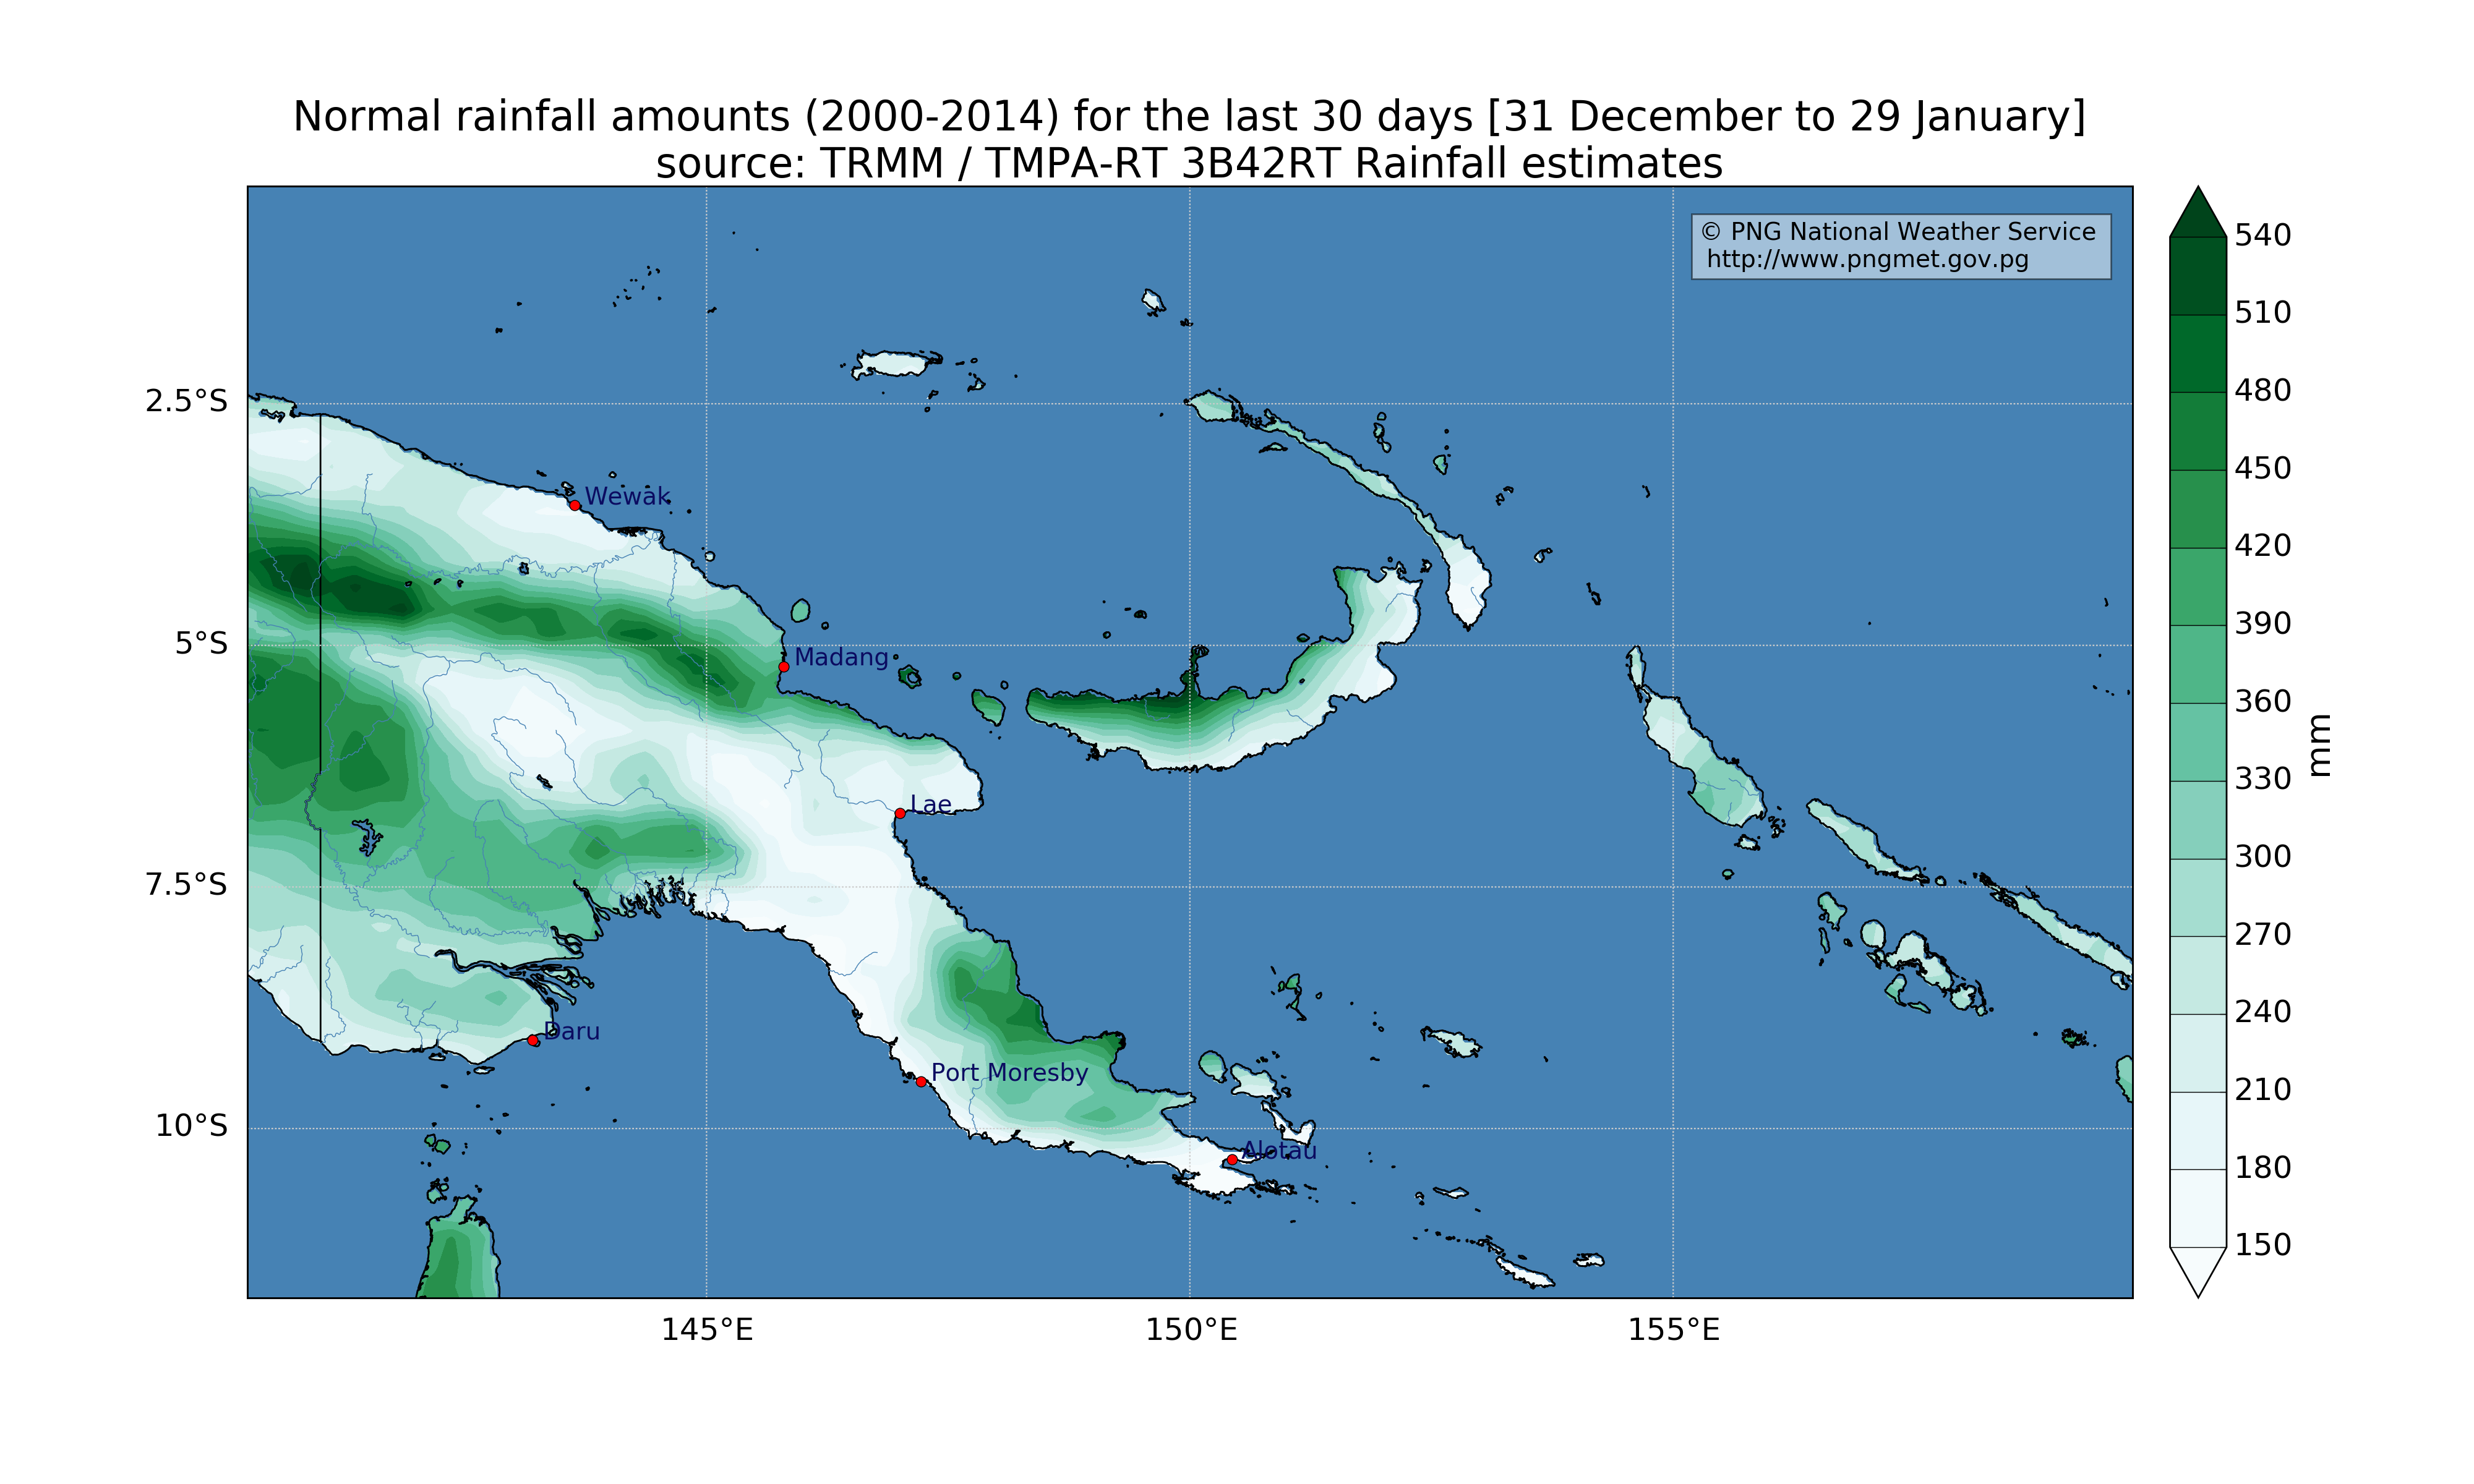 Normal rainfall amounts (2000-2014) for the last 30 days [31 December to 29 January]
source: TRMM / TMPA-RT 3B42RT Rainfall estimates
© PNG National Weather Service
http://www.pngmet.gov.pg
540
510
480
450
420
390
360
330
300
270
240
210
180
150
mm
2.5°S
5°S
7.5°S
10°S
Wewak
Madang
Lae
Daru
Port Moresby
Alotau
145°E
150°E
155°E